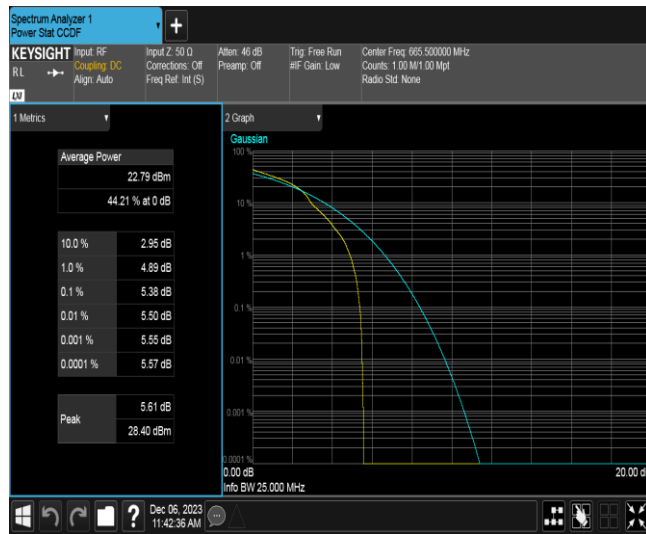 Spectrum Analyzer 1
Power Stat CCDF
+
KEYSIGHT
RL
LXI
Input: RF
Coupling: DC
Align: Auto
Input Z: 50 Ω
Corrections: Off
Freq Ref: Int (S)
Atten: 46 dB
Preamp: Off
Trig: Free Run
#IF Gain: Low
Center Freq: 665.500000 MHz
Counts: 1.00 M/1.00 Mpt
Radio Std: None
1 Metrics
Average Power
22.79 dBm
44.21 % at 0 dB
10.0 % 2.95 dB
1.0 % 4.89 dB
0.1 % 5.38 dB
0.01 % 5.50 dB
0.001 % 5.55 dB
0.0001 % 5.57 dB
Peak
5.61 dB
28.40 dBm
2 Graph
Gaussian
100 %
10 %
1 %
0.1 %
0.01 %
0.001 %
0.0001 %
0.00 dB
20.00 d
Info BW 25.000 MHz
?
Dec 06, 2023
11:42:36 AM